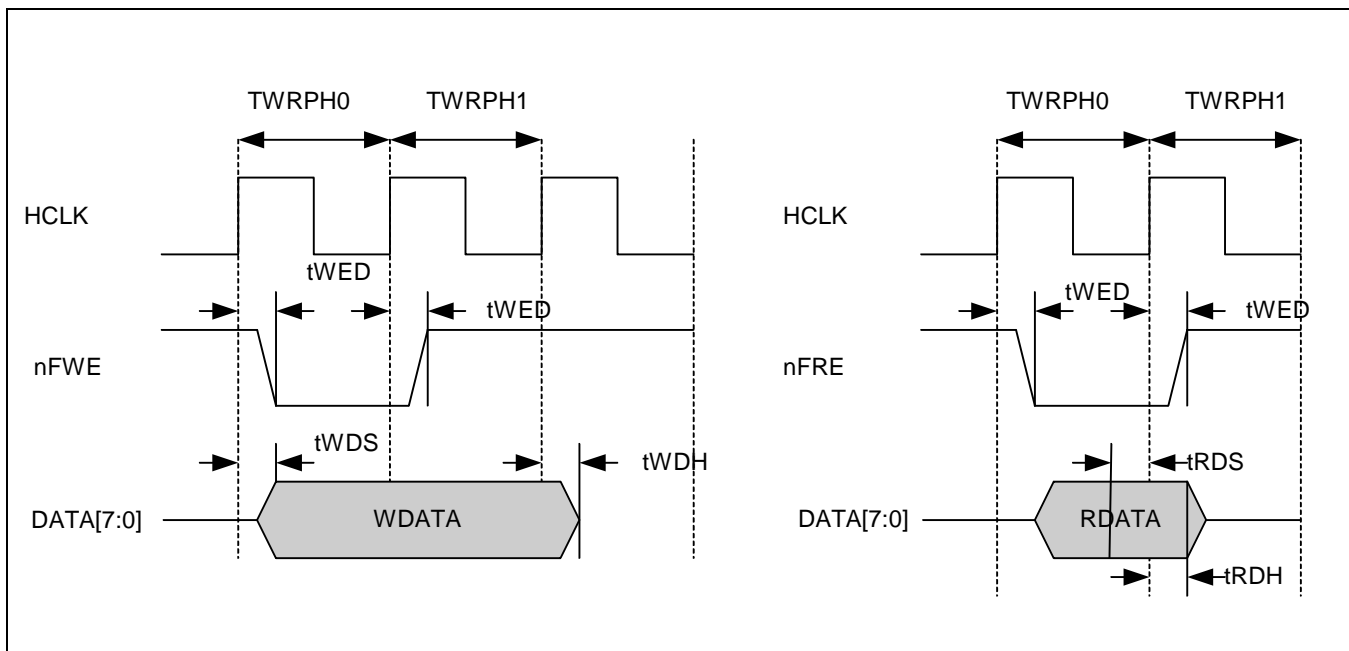 TWRPH0 TWRPH1
HCLK
tWED
tWED
nFWE
tWDS
tWDH
DATA[7:0]
WDATA
TWRPH0 TWRPH1
HCLK
tWED
tWED
nFRE
tRDS
DATA[7:0]
RDATA
tRDH